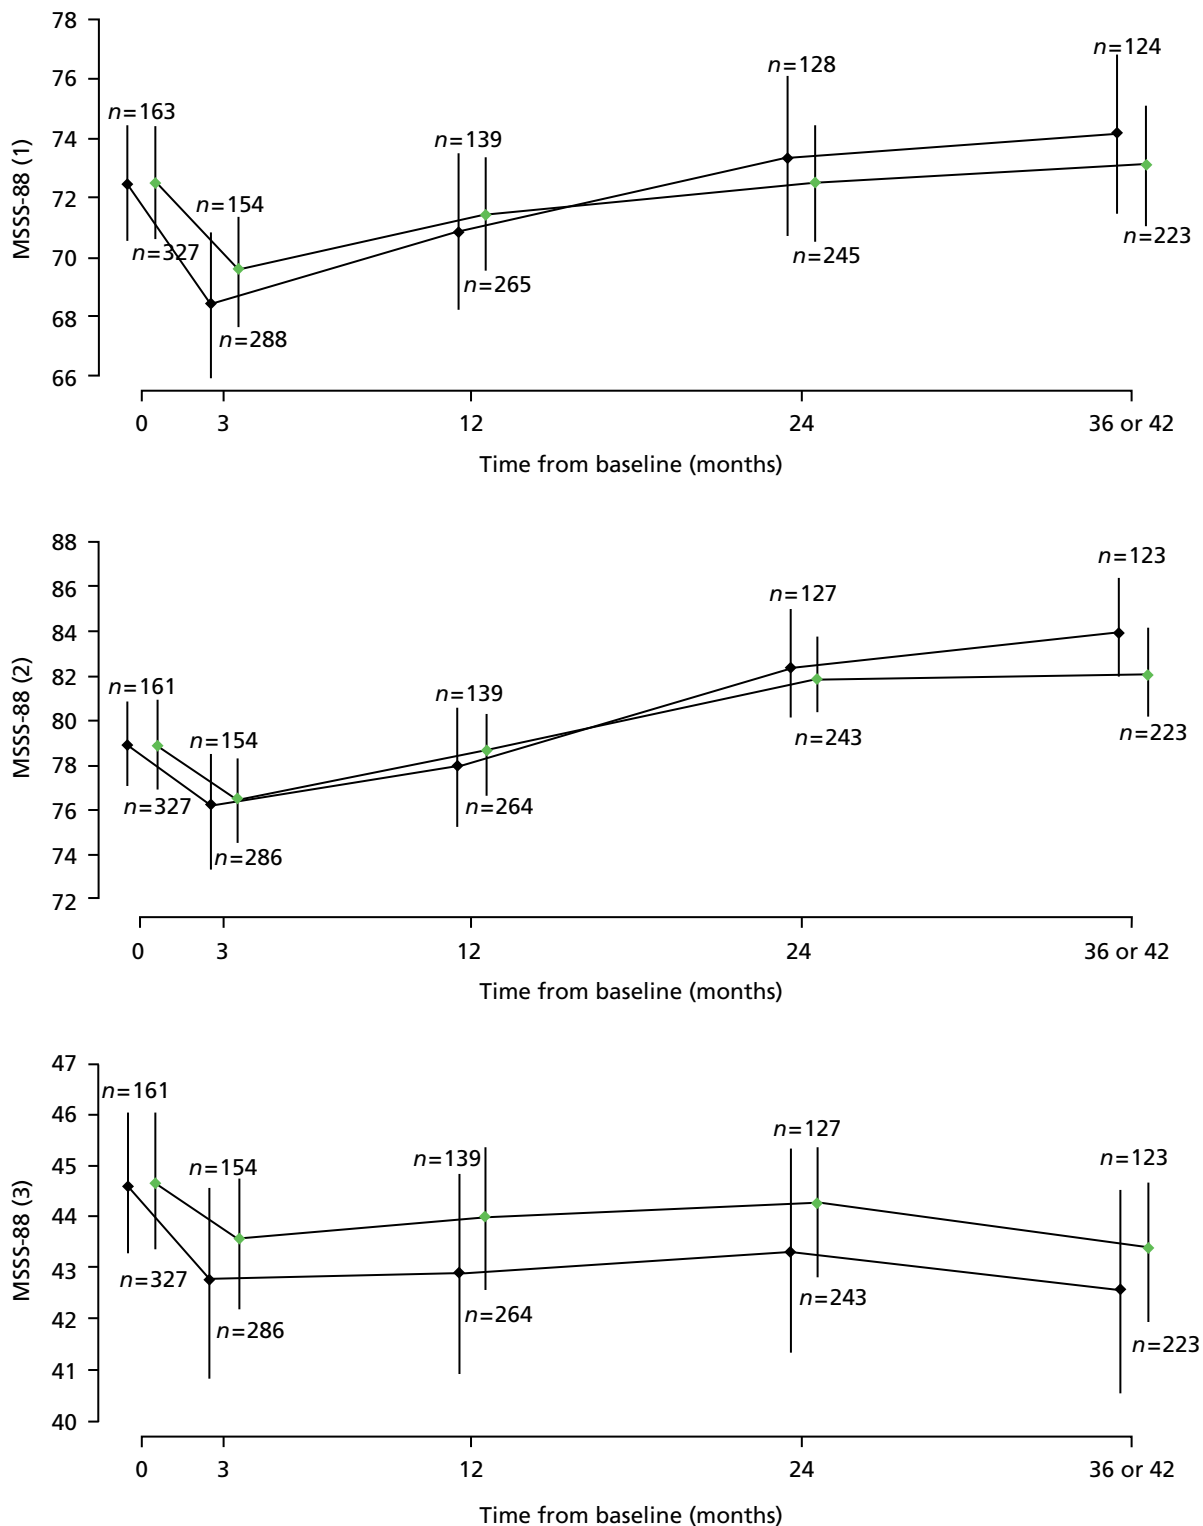 MSSS-88 (1)
78
76
74
72
70
68
66
n=163
n=327
n=154
n=288
n=139
n=265
n=128
n=245
n=124
n=223
0 3 12 24 36 or 42
Time from baseline (months)
MSSS-88 (2)
88
86
84
82
80
78
76
74
72
n=161
n=327
n=154
n=286
n=139
n=264
n=127
n=243
n=123
n=223
0 3 12 24 36 or 42
Time from baseline (months)
MSSS-88 (3)
47
46
45
44
43
42
41
40
n=161
n=327
n=154
n=286
n=139
n=264
n=127
n=243
n=123
n=223
0 3 12 24 36 or 42
Time from baseline (months)